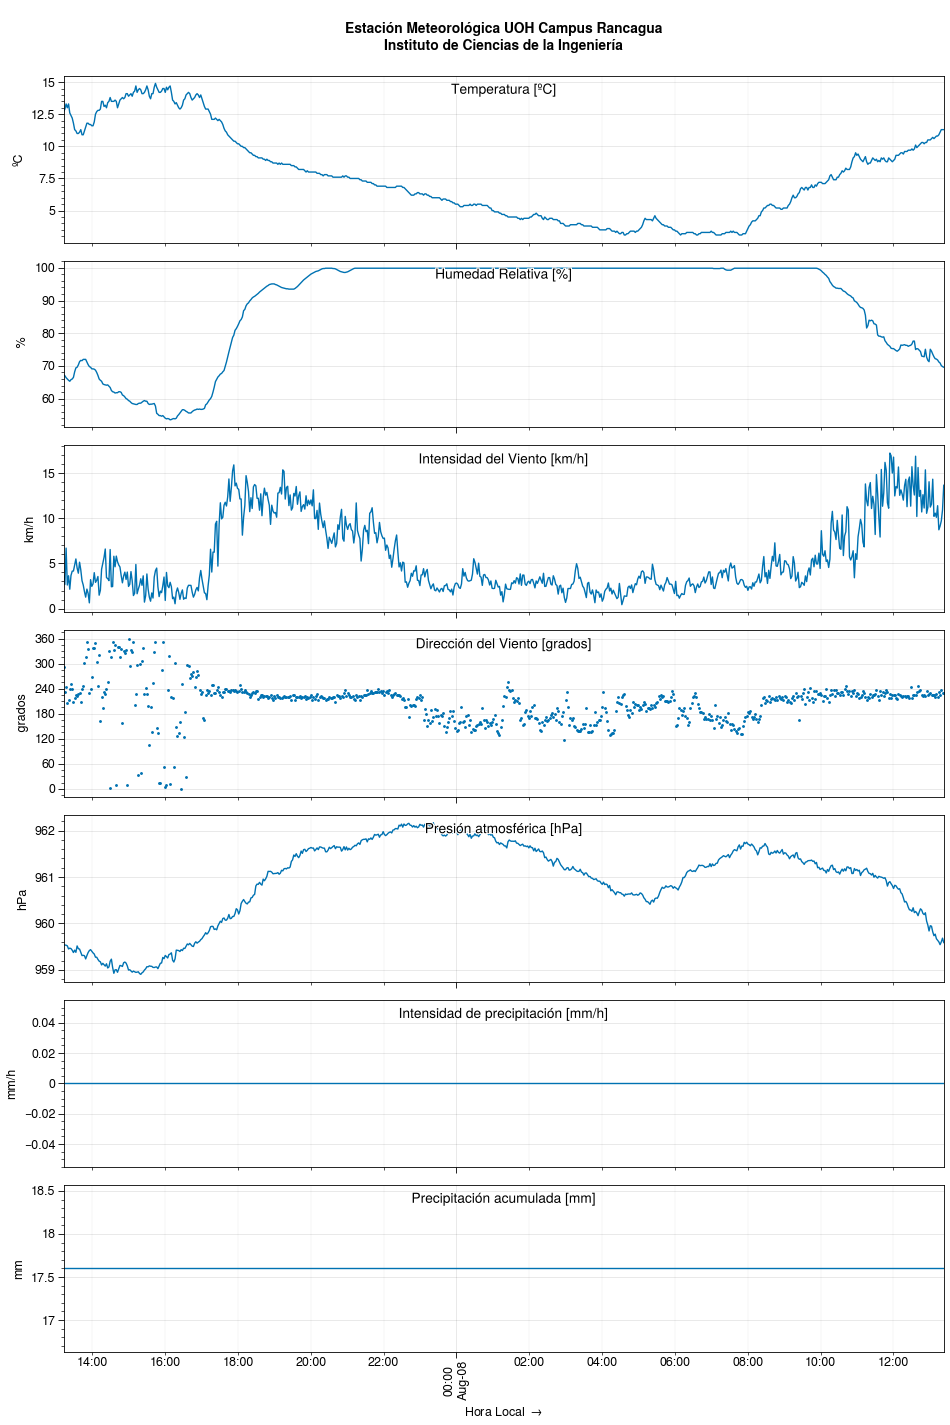 Estación Meteorológica UOH Campus Rancagua
Instituto de Ciencias de la Ingeniería
Temperatura [ºC]
15
12.5
10
7.5
5
ºC
Humedad Relativa [%]
100
90
80
70
60
%
Intensidad del Viento [km/h]
15
10
5
0
km/h
Dirección del Viento [grados]
360
300
240
180
120
60
0
grados
Presión atmosférica [hPa]
962
961
960
959
hPa
Intensidad de precipitación [mm/h]
0.04
0.02
0
−0.02
−0.04
mm/h
Precipitación acumulada [mm]
18.5
18
17.5
17
mm
14:00 16:00 18:00 20:00 22:00 00:00 02:00 04:00 06:00 08:00 10:00 12:00
Aug-08
Hora Local →